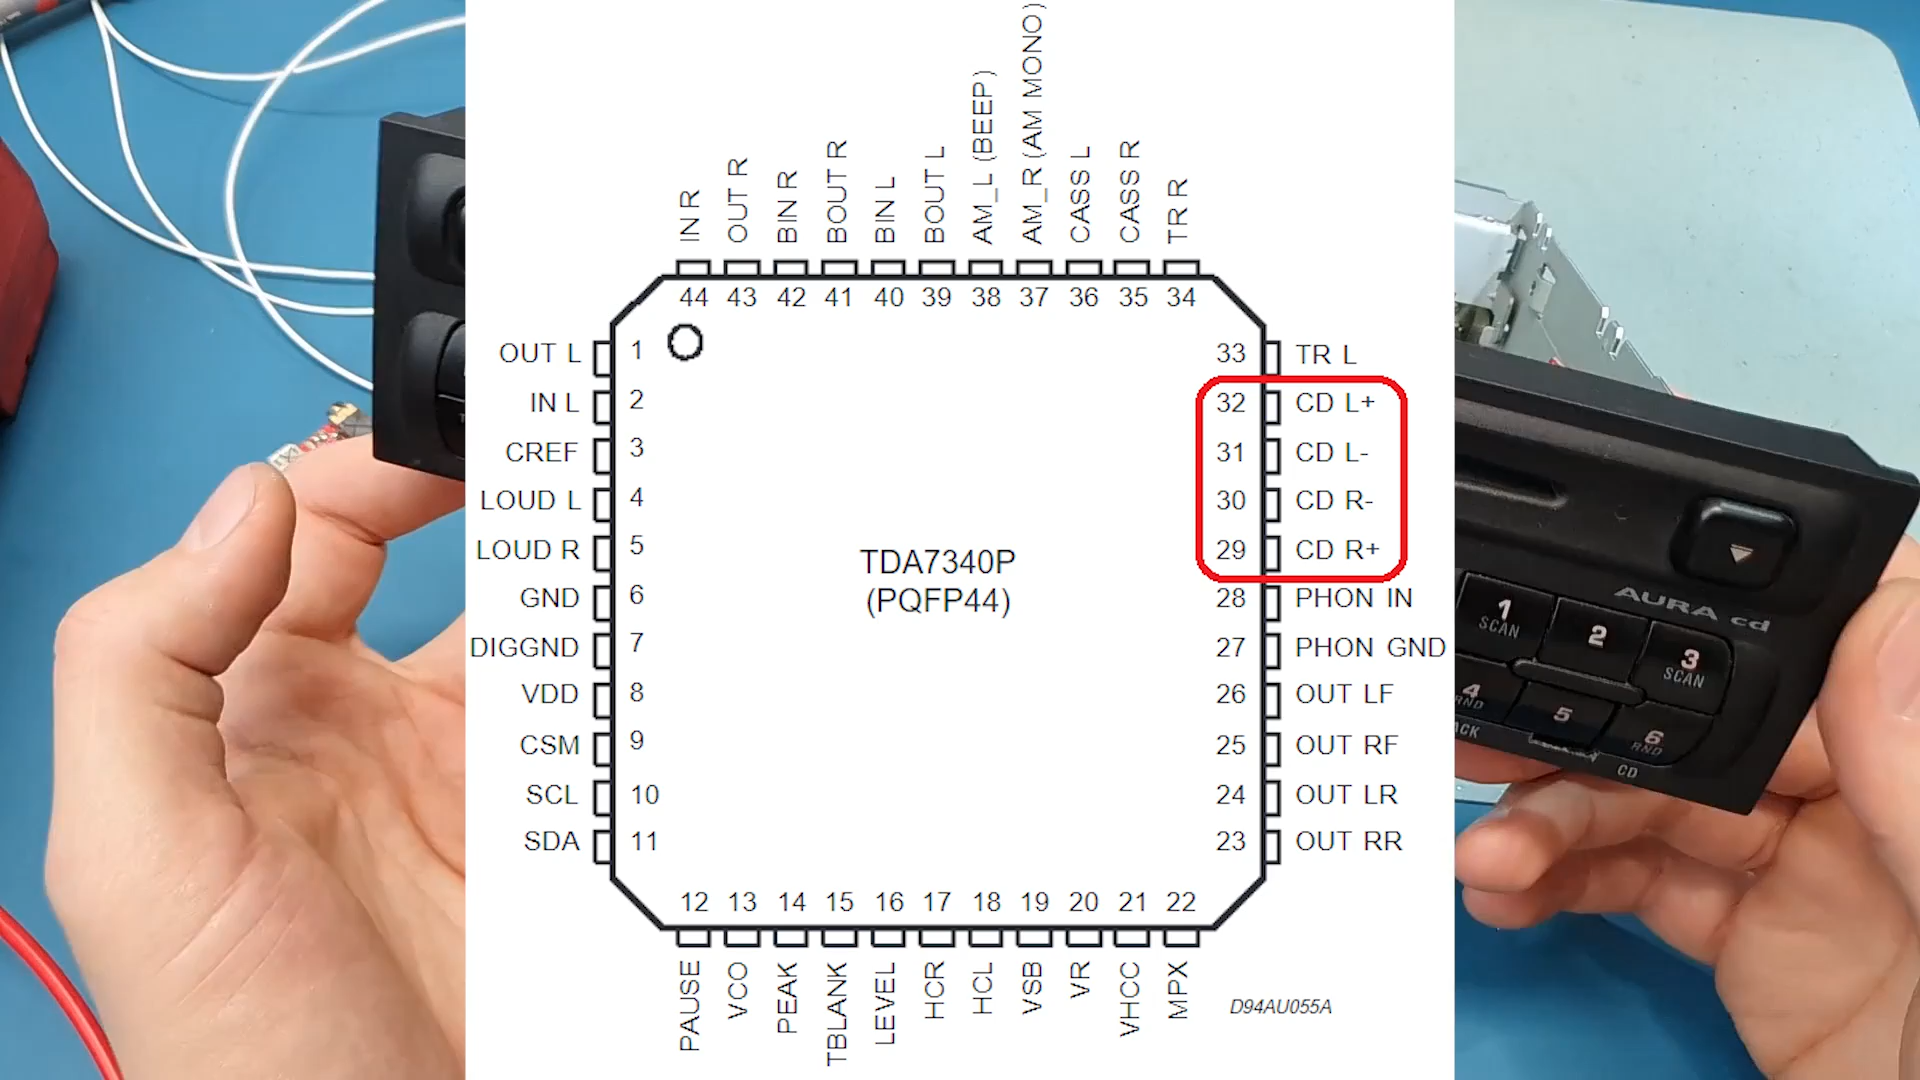 IN R
OUT R
BIN R
BOUT R
BIN L
BOUT L
AM_L (BEEP)
AM_R (AM MONO)
CASS L
CASS R
TR R
44 43 42 41 40 39 38 37 36 35 34
OUT L 1
IN L 2
CREF 3
LOUD L 4
LOUD R 5
GND 6
DIGGND 7
VDD 8
CSM 9
SCL 10
SDA 11
TDA7340P
(PQFP44)
33 TR L
32 CD L+
31 CD L-
30 CD R-
29 CD R+
28 PHON IN
27 PHON GND
26 OUT LF
25 OUT RF
24 OUT LR
23 OUT RR
12 13 14 15 16 17 18 19 20 21 22
PAUSE
VCO
PEAK
TBLANK
LEVEL
HCR
HCL
VSB
VR
VHCC
MPX
D94AU055A
AURA cd
1
SCAN
2
3
SCAN
4
RND
5
6
RND
CD